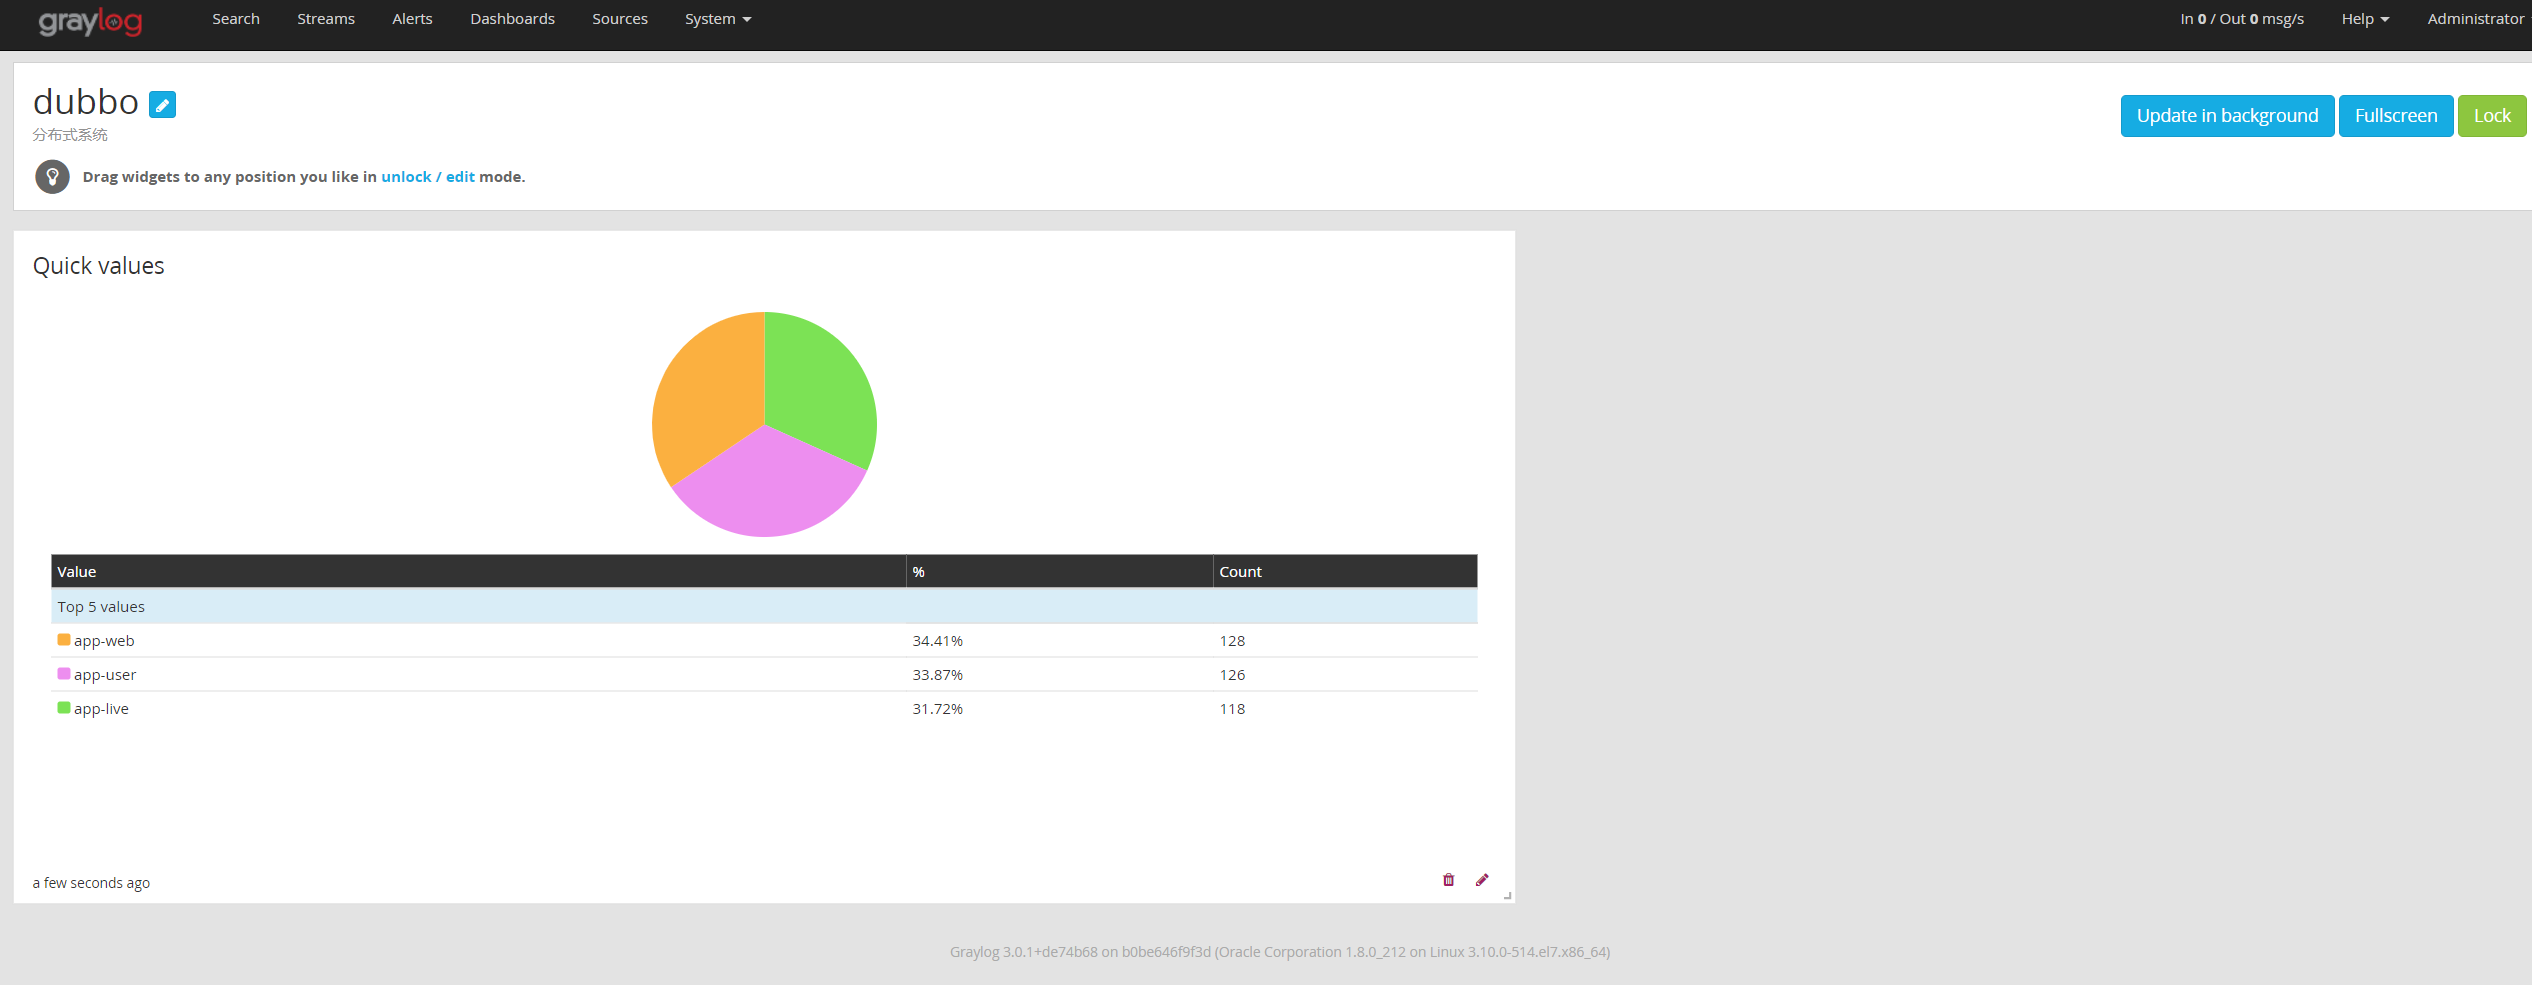 graylog Search Streams Alerts Dashboards Sources System In 0 / Out 0 msg/s Help Administrator
dubbo
Update in background Fullscreen Lock
分布式系统
Drag widgets to any position you like in unlock / edit mode.
Quick values
Value % Count
Top 5 values
app-web 34.41% 128
app-user 33.87% 126
app-live 31.72% 118
a few seconds ago
Graylog 3.0.1+de74b68 on b0be646f9f3d (Oracle Corporation 1.8.0_212 on Linux 3.10.0-514.el7.x86_64)